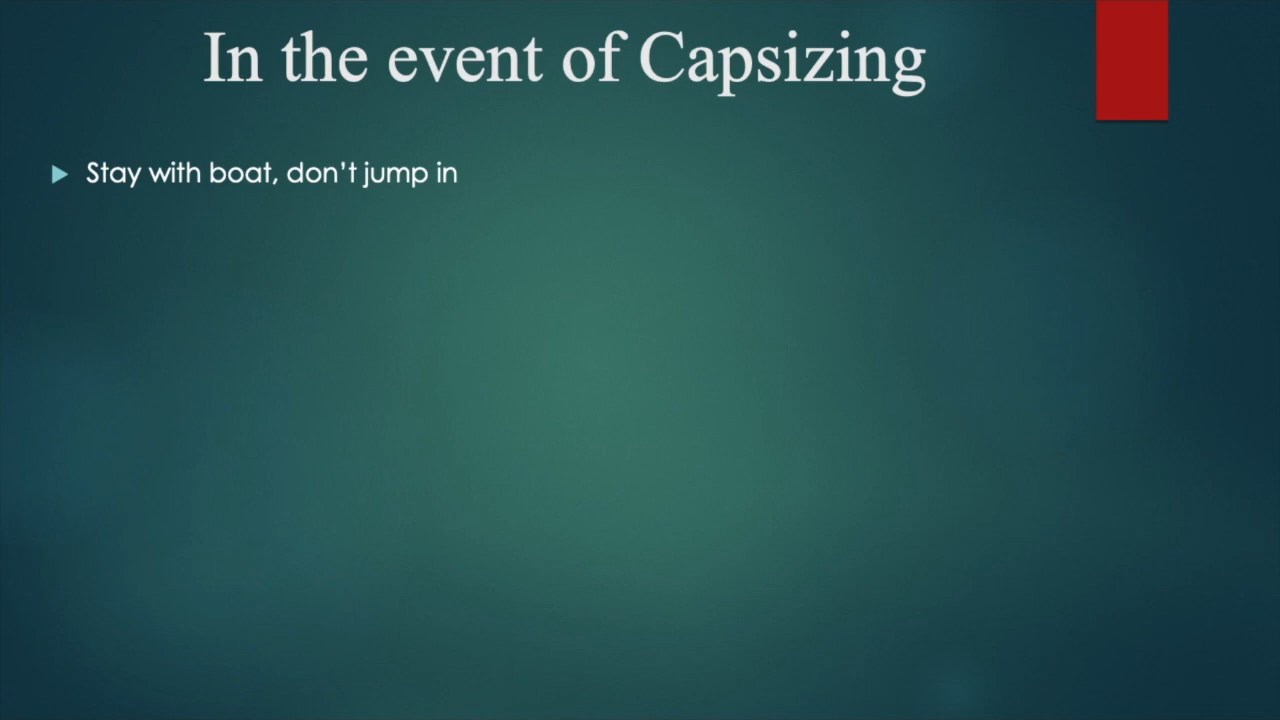 In the event of Capsizing
Stay with boat, don’t jump in